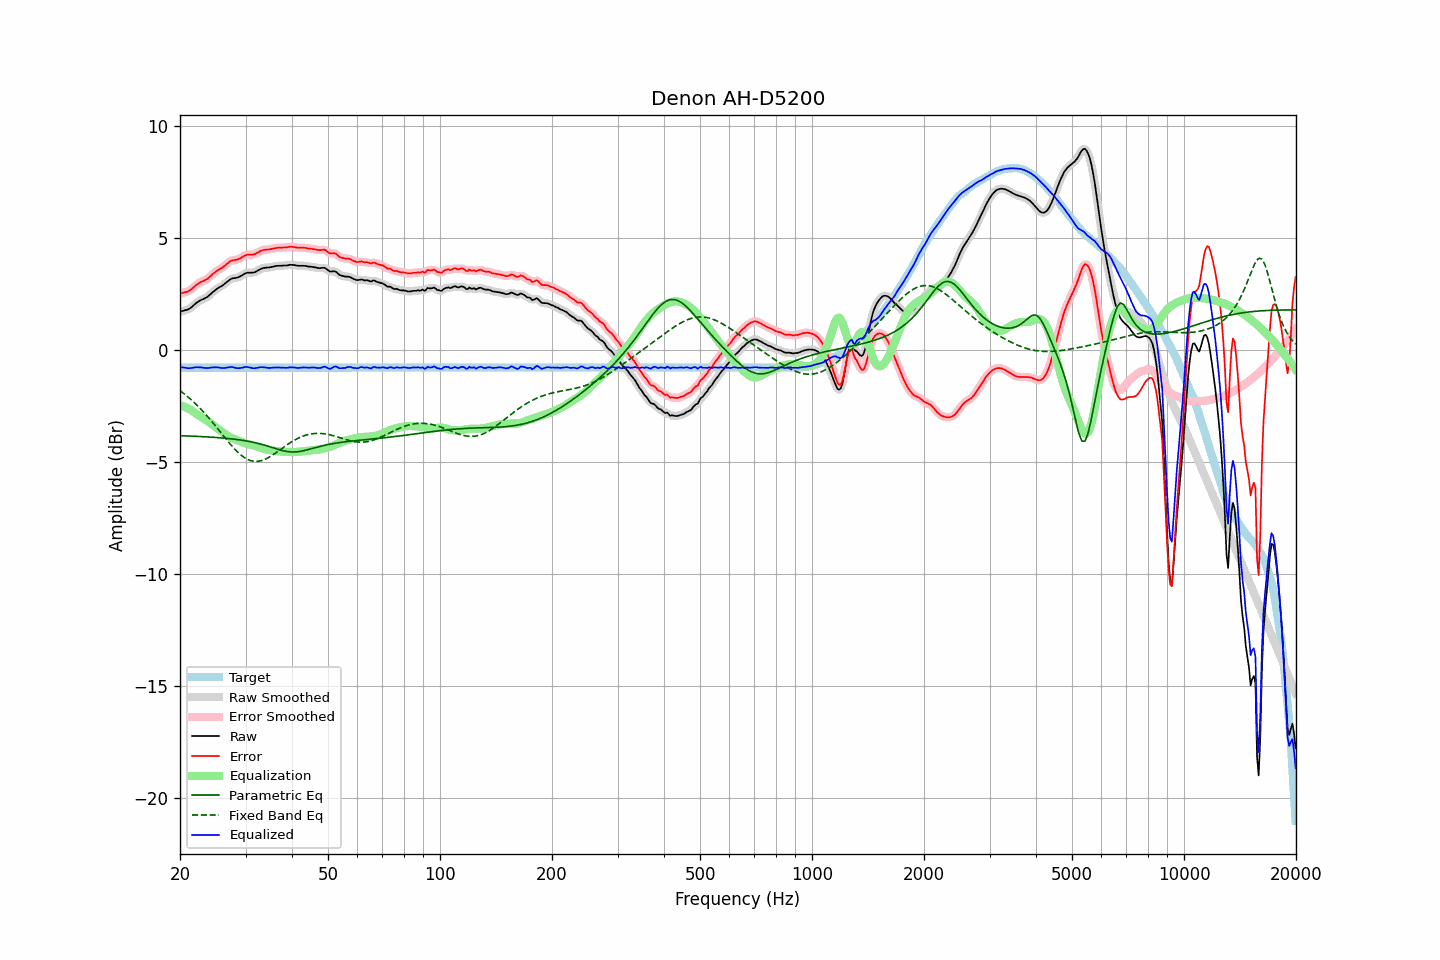 Denon AH-D5200
Amplitude (dBr)
10
5
0
−5
−10
−15
−20
Target
Raw Smoothed
Error Smoothed
Raw
Error
Equalization
Parametric Eq
Fixed Band Eq
Equalized
20 50 100 200 500 1000 2000 5000 10000 20000
Frequency (Hz)